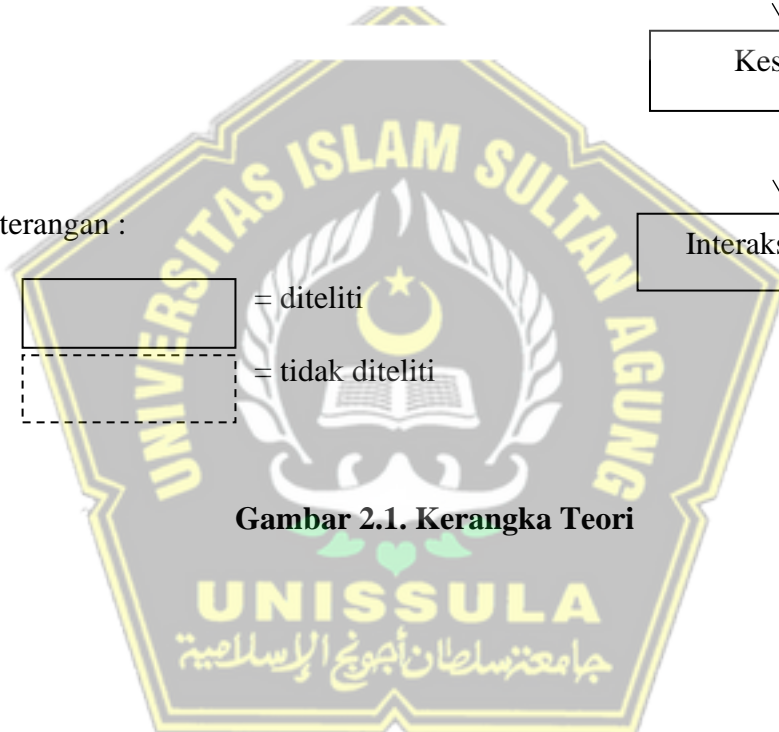 Kes
UNIVERSITAS ISLAM SULTAN AGUNG
terangan :
Interaks
= diteliti
= tidak diteliti
Gambar 2.1. Kerangka Teori
UNISSULA
جامعة سلطان أجونج الإسلامية